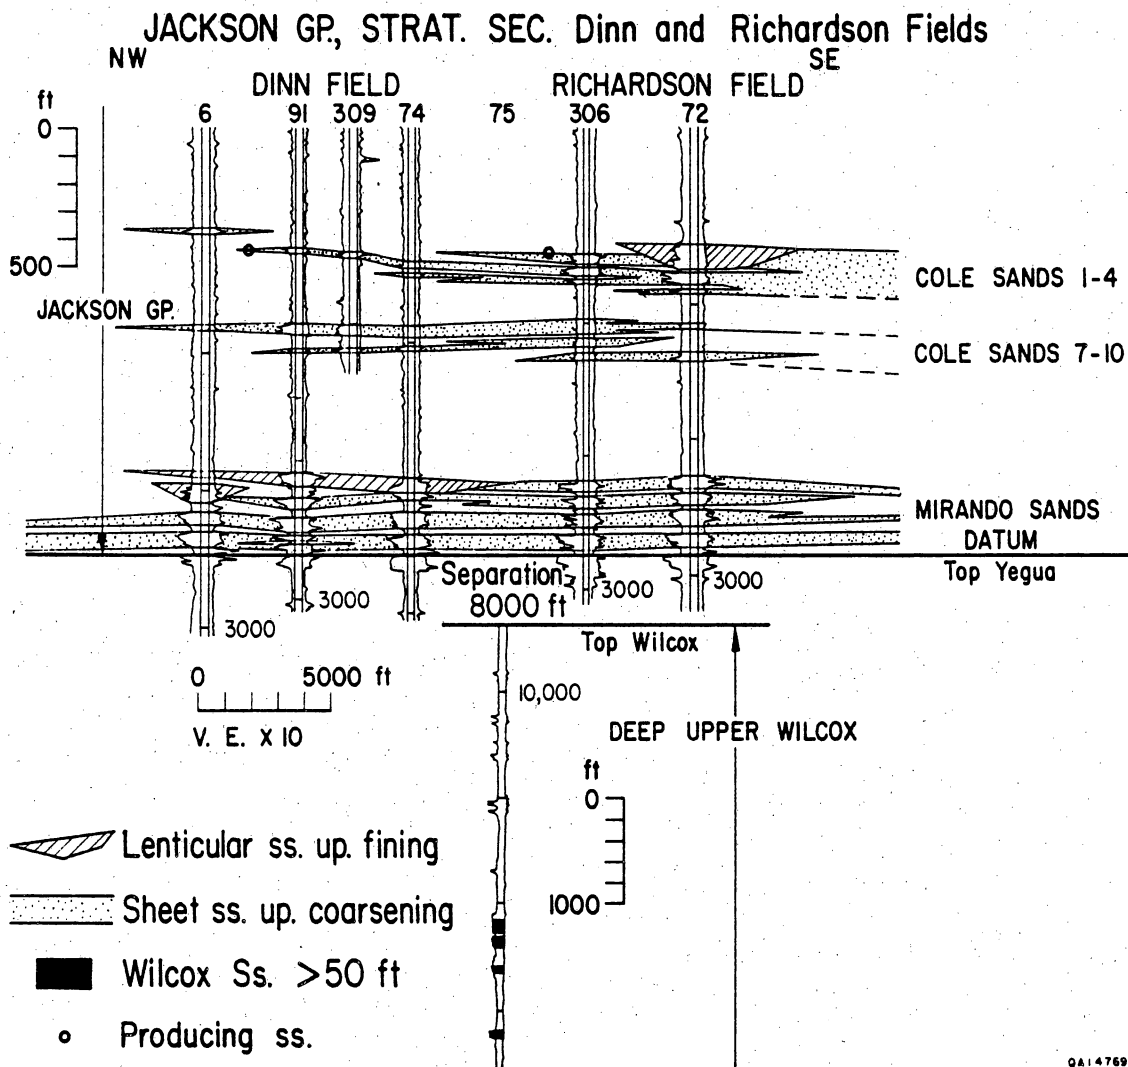 JACKSON GP., STRAT. SEC. Dinn and Richardson Fields
NW
SE
DINN FIELD
RICHARDSON FIELD
ft
6
91
309
74
75
306
72
0
500
JACKSON GP.
COLE SANDS 1-4
COLE SANDS 7-10
MIRANDO SANDS
DATUM
Top Yegua
Separation
8000 ft
3000
3000
3000
3000
Top Wilcox
0 5000 ft
V. E. X 10
10,000
DEEP UPPER WILCOX
ft
0
1000
Lenticular ss. up. fining
Sheet ss. up. coarsening
Wilcox Ss. >50 ft
Producing ss.
QA14769